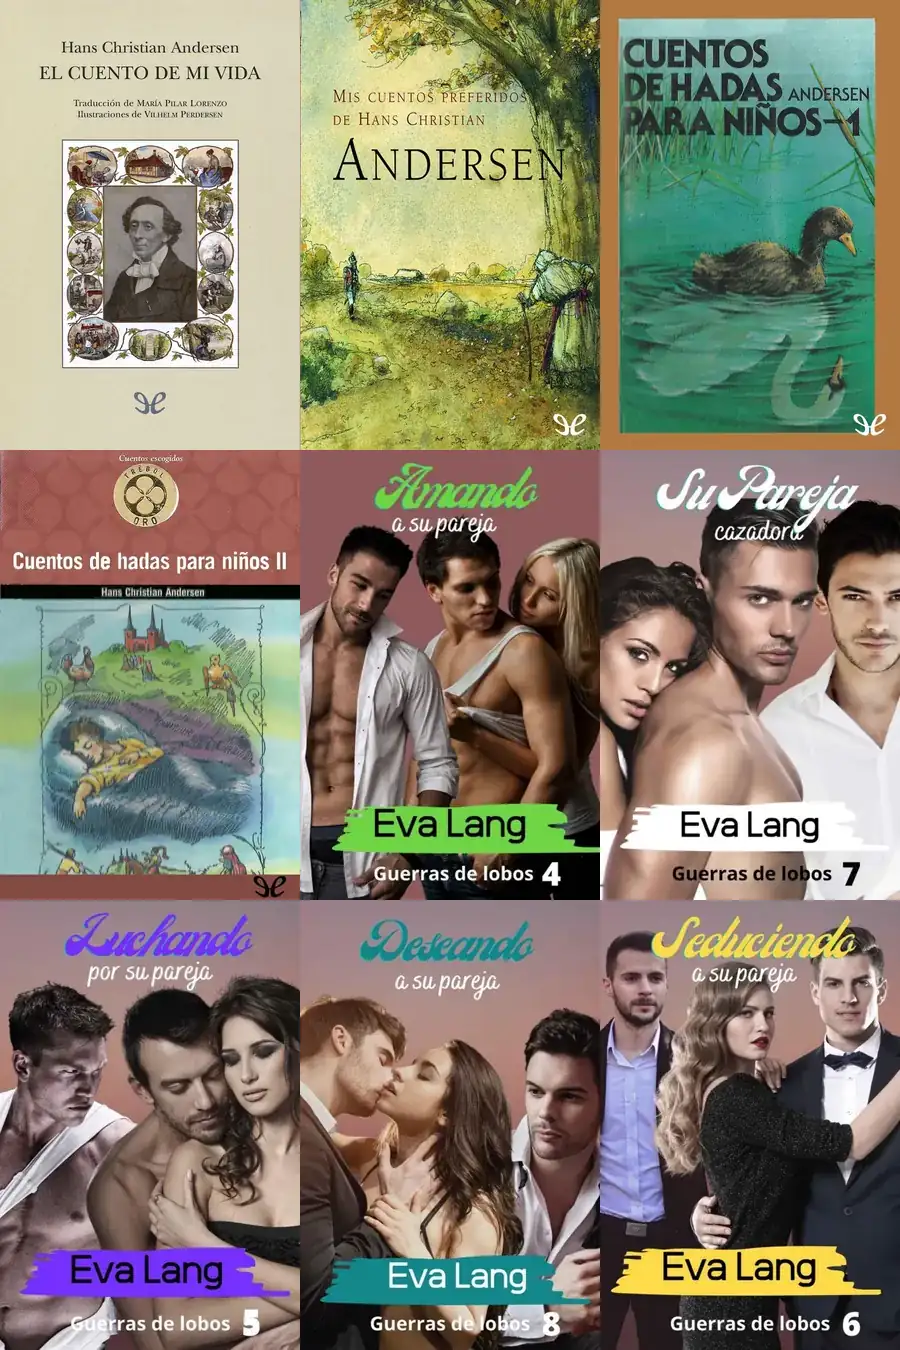 Hans Christian Andersen
EL CUENTO DE MI VIDA
Traducción de MARÍA PILAR LORENZO
Ilustraciones de VILHELM PERDERSEN
MIS CUENTOS PREFERIDOS
DE HANS CHRISTIAN
ANDERSEN
CUENTOS
DE HADAS ANDERSEN
PARA NIÑOS-1
Cuentos escogidos
TRÉBOL
ORO
Cuentos de hadas para niños II
Hans Christian Andersen
Amando
a su pareja
Eva Lang
Guerras de lobos 4
Su Pareja
cazadora
Eva Lang
Guerras de lobos 7
Luchando
por su pareja
Eva Lang
Guerras de lobos 5
Deseando
a su pareja
Eva Lang
Guerras de lobos 8
Seduciendo
a su pareja
Eva Lang
Guerras de lobos 6